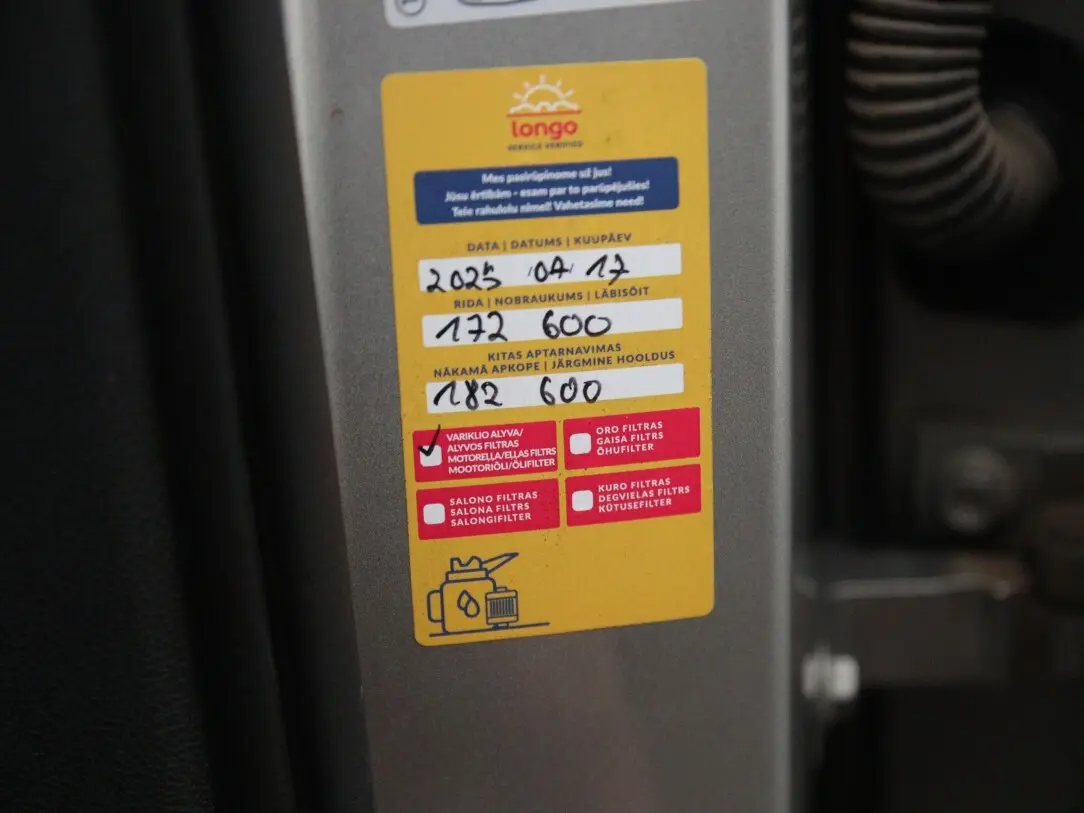 longo
SERVICE VERIFIED
Mes pasirūpinome už jus!
Jūsu ērtībām - esam par to parūpējušies!
Teie rahulolu nimel! Vahetasime need!
DATA | DATUMS | KUUPÄEV
2025 04 17
RIDA | NOBRAUKUMS | LÄBISÕIT
172 600
KITAS APTARNAVIMAS
NĀKAMĀ APKOPE | JÄRGMINE HOOLDUS
182 600
VARIKLIO ALYVA/
ALYVOS FILTRAS
MOTOREĻĻA/EĻĻAS FILTRS
MOOTORIÕLI/ÕLIFILTER
ORO FILTRAS
GAISA FILTRS
ÕHUFILTER
SALONO FILTRAS
SALONA FILTRS
SALONGIFILTER
KURO FILTRAS
DEGVIELAS FILTRS
KÜTUSEFILTER